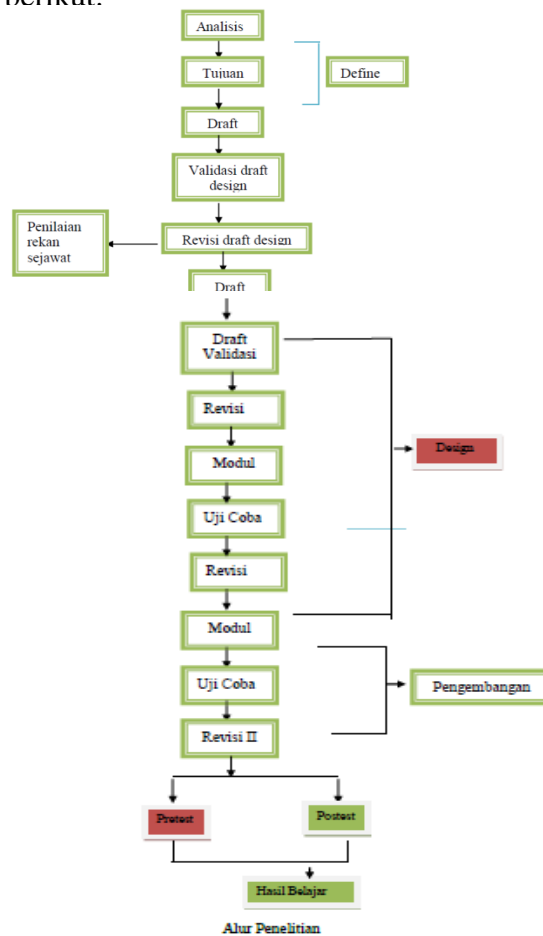 berikut.
Analisis
Tujuan
Define
Draft
Validasi draft
design
Penilaian
rekan
sejawat
Revisi draft design
Draft
Draft
Validasi
Revisi
Design
Modul
Uji Coba
Revisi
Modul
Uji Coba
Pengembangan
Revisi II
Pretest
Postest
Hasil Belajar
Alur Penelitian